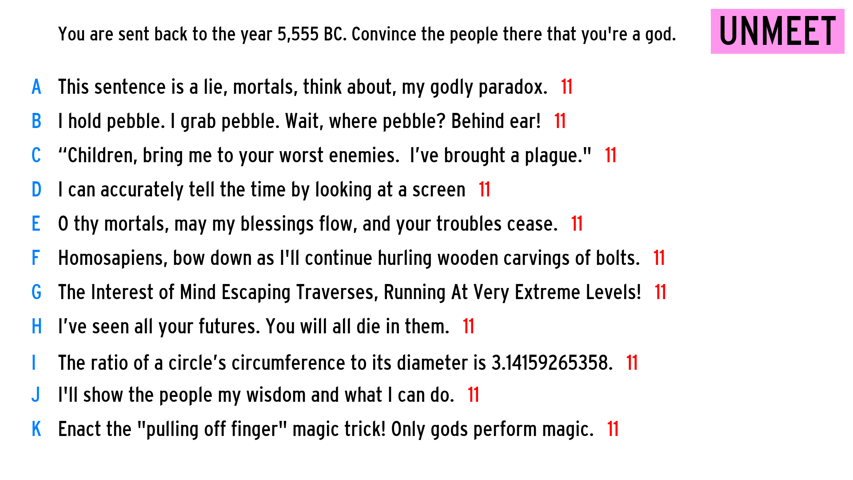 You are sent back to the year 5,555 BC. Convince the people there that you're a god.
UNMEET
A This sentence is a lie, mortals, think about, my godly paradox. 11
B I hold pebble. I grab pebble. Wait, where pebble? Behind ear! 11
C “Children, bring me to your worst enemies.  I’ve brought a plague." 11
D I can accurately tell the time by looking at a screen 11
E O thy mortals, may my blessings flow, and your troubles cease. 11
F Homosapiens, bow down as I'll continue hurling wooden carvings of bolts. 11
G The Interest of Mind Escaping Traverses, Running At Very Extreme Levels! 11
H I’ve seen all your futures. You will all die in them. 11
I The ratio of a circle’s circumference to its diameter is 3.14159265358. 11
J I'll show the people my wisdom and what I can do. 11
K Enact the "pulling off finger" magic trick! Only gods perform magic. 11